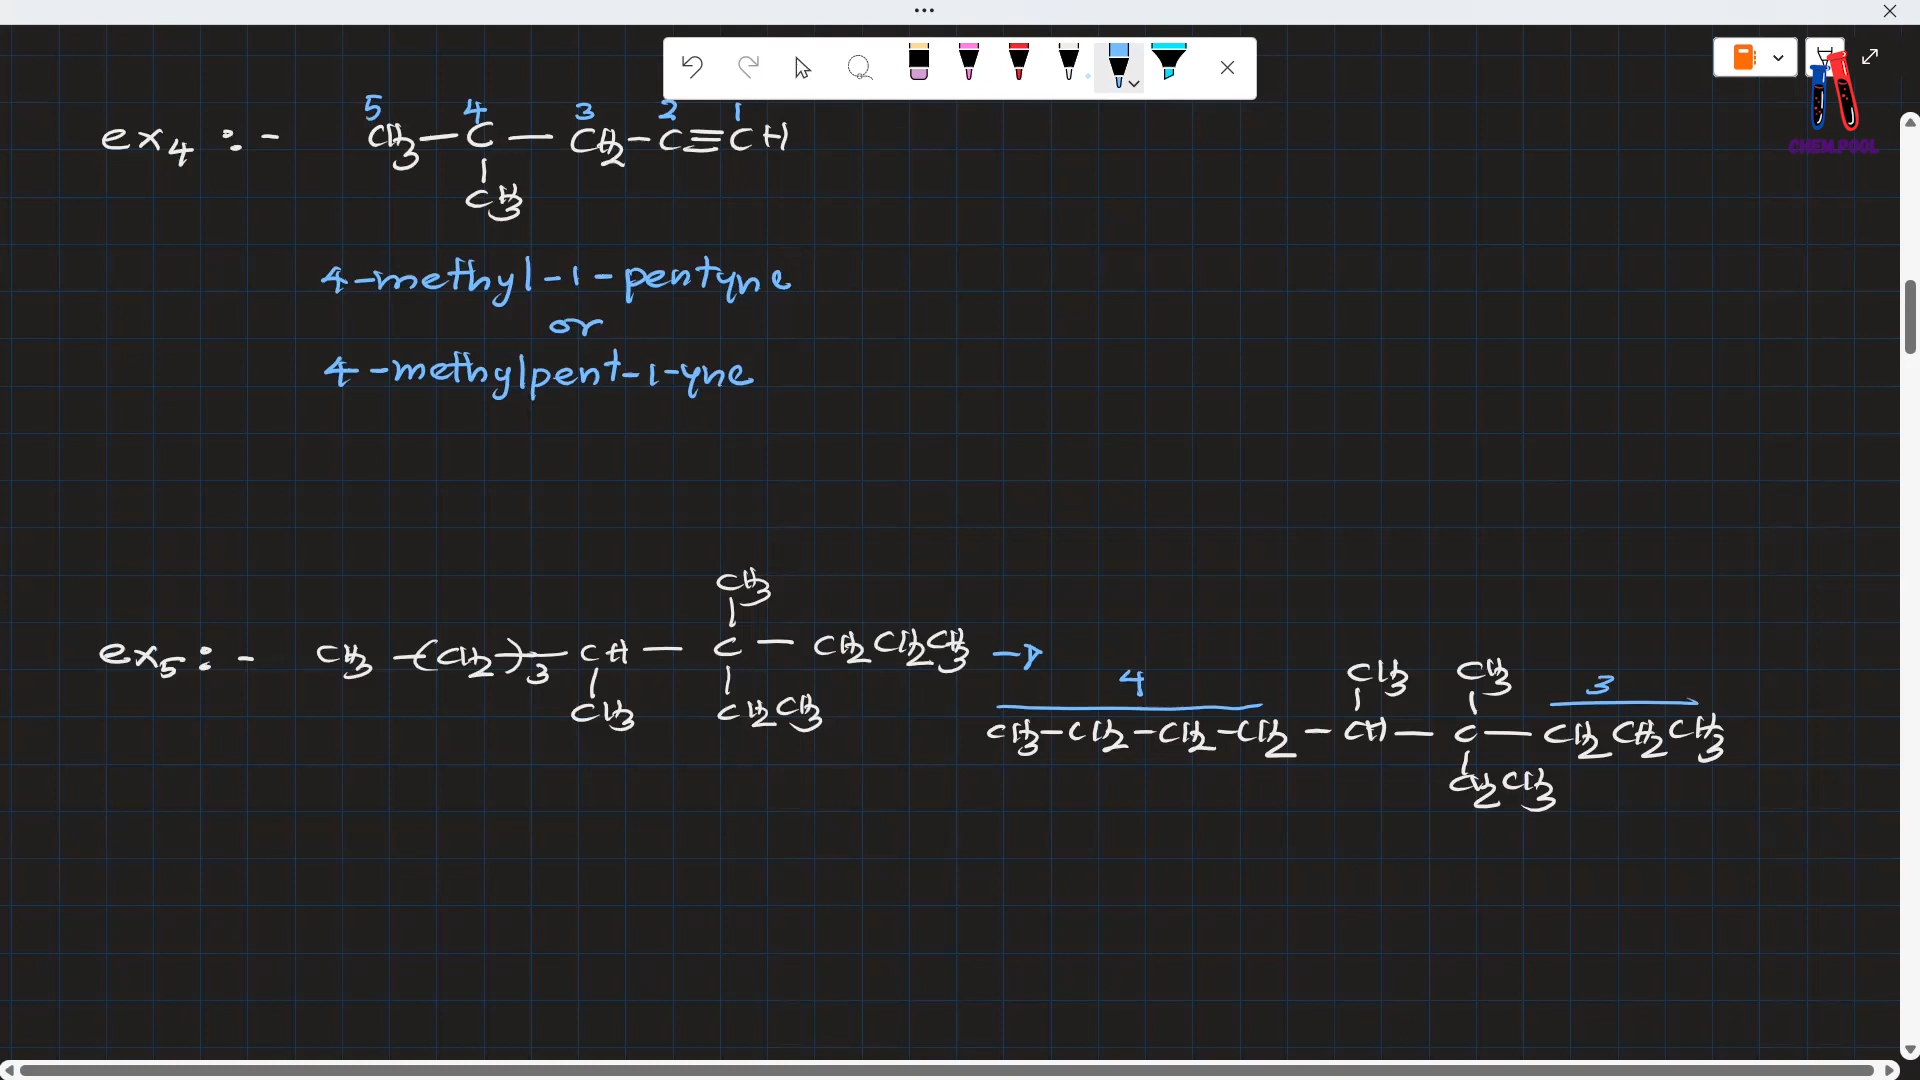 CHEM.POOL
5 4 3 2 1
ex4 :- CH3—C—CH2—C≡CH
CH3
4-methyl-1-pentyne
or
4-methylpent-1-yne
CH3
ex5 :- CH3—(CH2)3—CH—C—CH2CH2CH3 →
CH3 CH2CH3
4 CH3 CH3 3
CH3—CH2—CH2—CH2—CH—C—CH2CH2CH3
CH2CH3